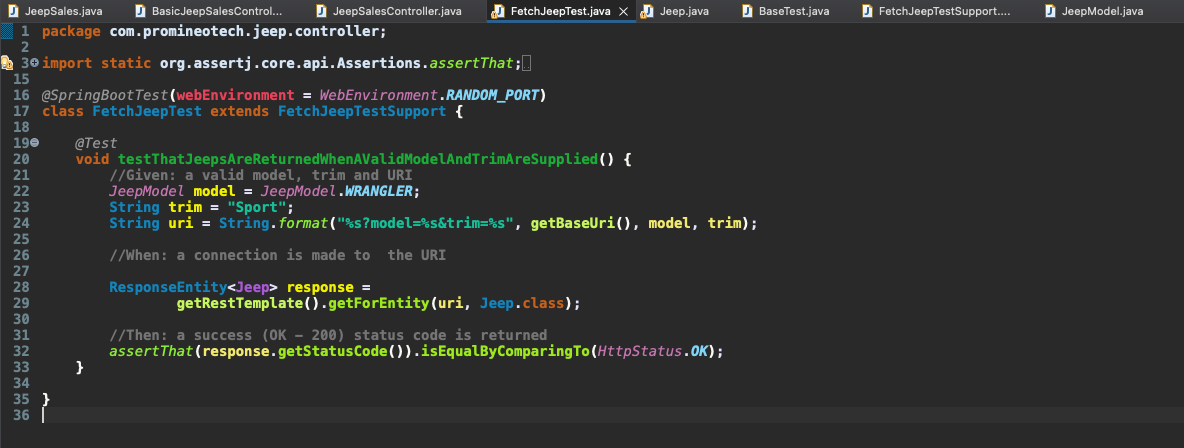 JeepSales.java BasicJeepSalesControl... JeepSalesController.java FetchJeepTest.java Jeep.java BaseTest.java FetchJeepTestSupport.... JeepModel.java
1 package com.promineotech.jeep.controller;
2
3 import static org.assertj.core.api.Assertions.assertThat;
15
16 @SpringBootTest(webEnvironment = WebEnvironment.RANDOM_PORT)
17 class FetchJeepTest extends FetchJeepTestSupport {
18
19 @Test
20 void testThatJeepsAreReturnedWhenAValidModelAndTrimAreSupplied() {
21 //Given: a valid model, trim and URI
22 JeepModel model = JeepModel.WRANGLER;
23 String trim = "Sport";
24 String uri = String.format("%s?model=%s&trim=%s", getBaseUri(), model, trim);
25
26 //When: a connection is made to  the URI
27
28 ResponseEntity<Jeep> response =
29 getRestTemplate().getForEntity(uri, Jeep.class);
30
31 //Then: a success (OK - 200) status code is returned
32 assertThat(response.getStatusCode()).isEqualByComparingTo(HttpStatus.OK);
33 }
34
35 }
36